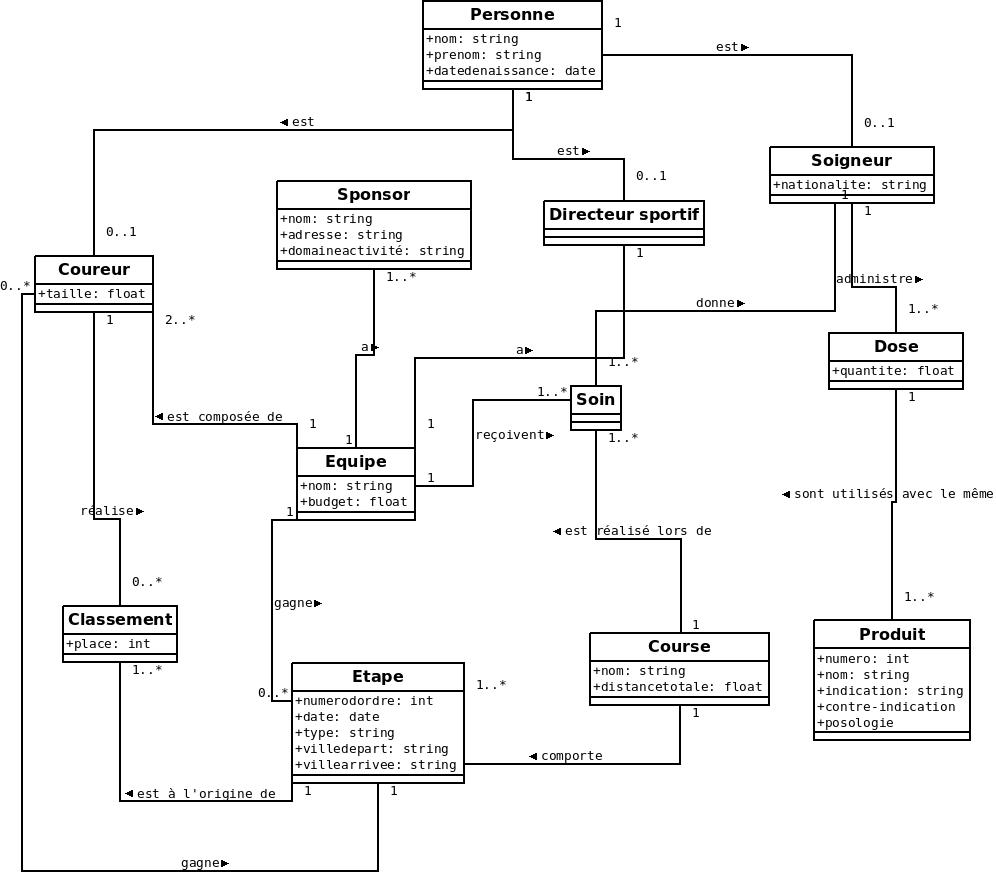 Personne
+nom: string
+prenom: string
+datedenaissance: date
1
est
1
est
est
0..1
0..1
0..1
Soigneur
+nationalite: string
1
1
Sponsor
+nom: string
+adresse: string
+domaineactivité: string
1..*
Directeur sportif
1
Coureur
+taille: float
0..*
1
2..*
administre
donne
1..*
Dose
+quantite: float
1
a
a
1..*
1..*
Soin
1..*
est composée de
1
1
1
reçoivent
Equipe
+nom: string
+budget: float
1
1
réalise
est réalisé lors de
sont utilisés avec le même
gagne
0..*
1..*
Classement
+place: int
1..*
1
Course
+nom: string
+distancetotale: float
1
Produit
+numero: int
+nom: string
+indication: string
+contre-indication
+posologie
0..*
1..*
Etape
+numerodordre: int
+date: date
+type: string
+villedepart: string
+villearrivee: string
comporte
est à l'origine de
1
1
gagne